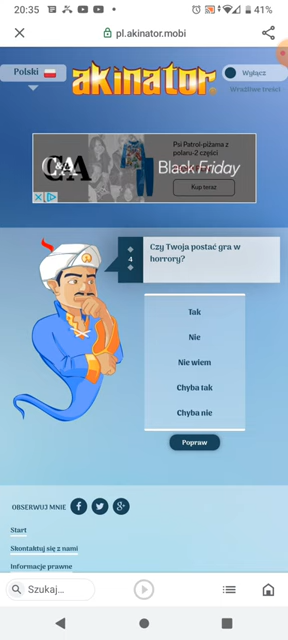 20:35
41%
pl.akinator.mobi
Polski
akinator.
Wyłącz
Wrażliwe treści
C&A
Psi Patrol-piżama z
polaru-2 części
Black Friday
Kup teraz
4
Czy Twoja postać gra w
horrory?
Tak
Nie
Nie wiem
Chyba tak
Chyba nie
Popraw
OBSERWUJ MNIE
Start
Skontaktuj się z nami
Informacje prawne
Szukaj...